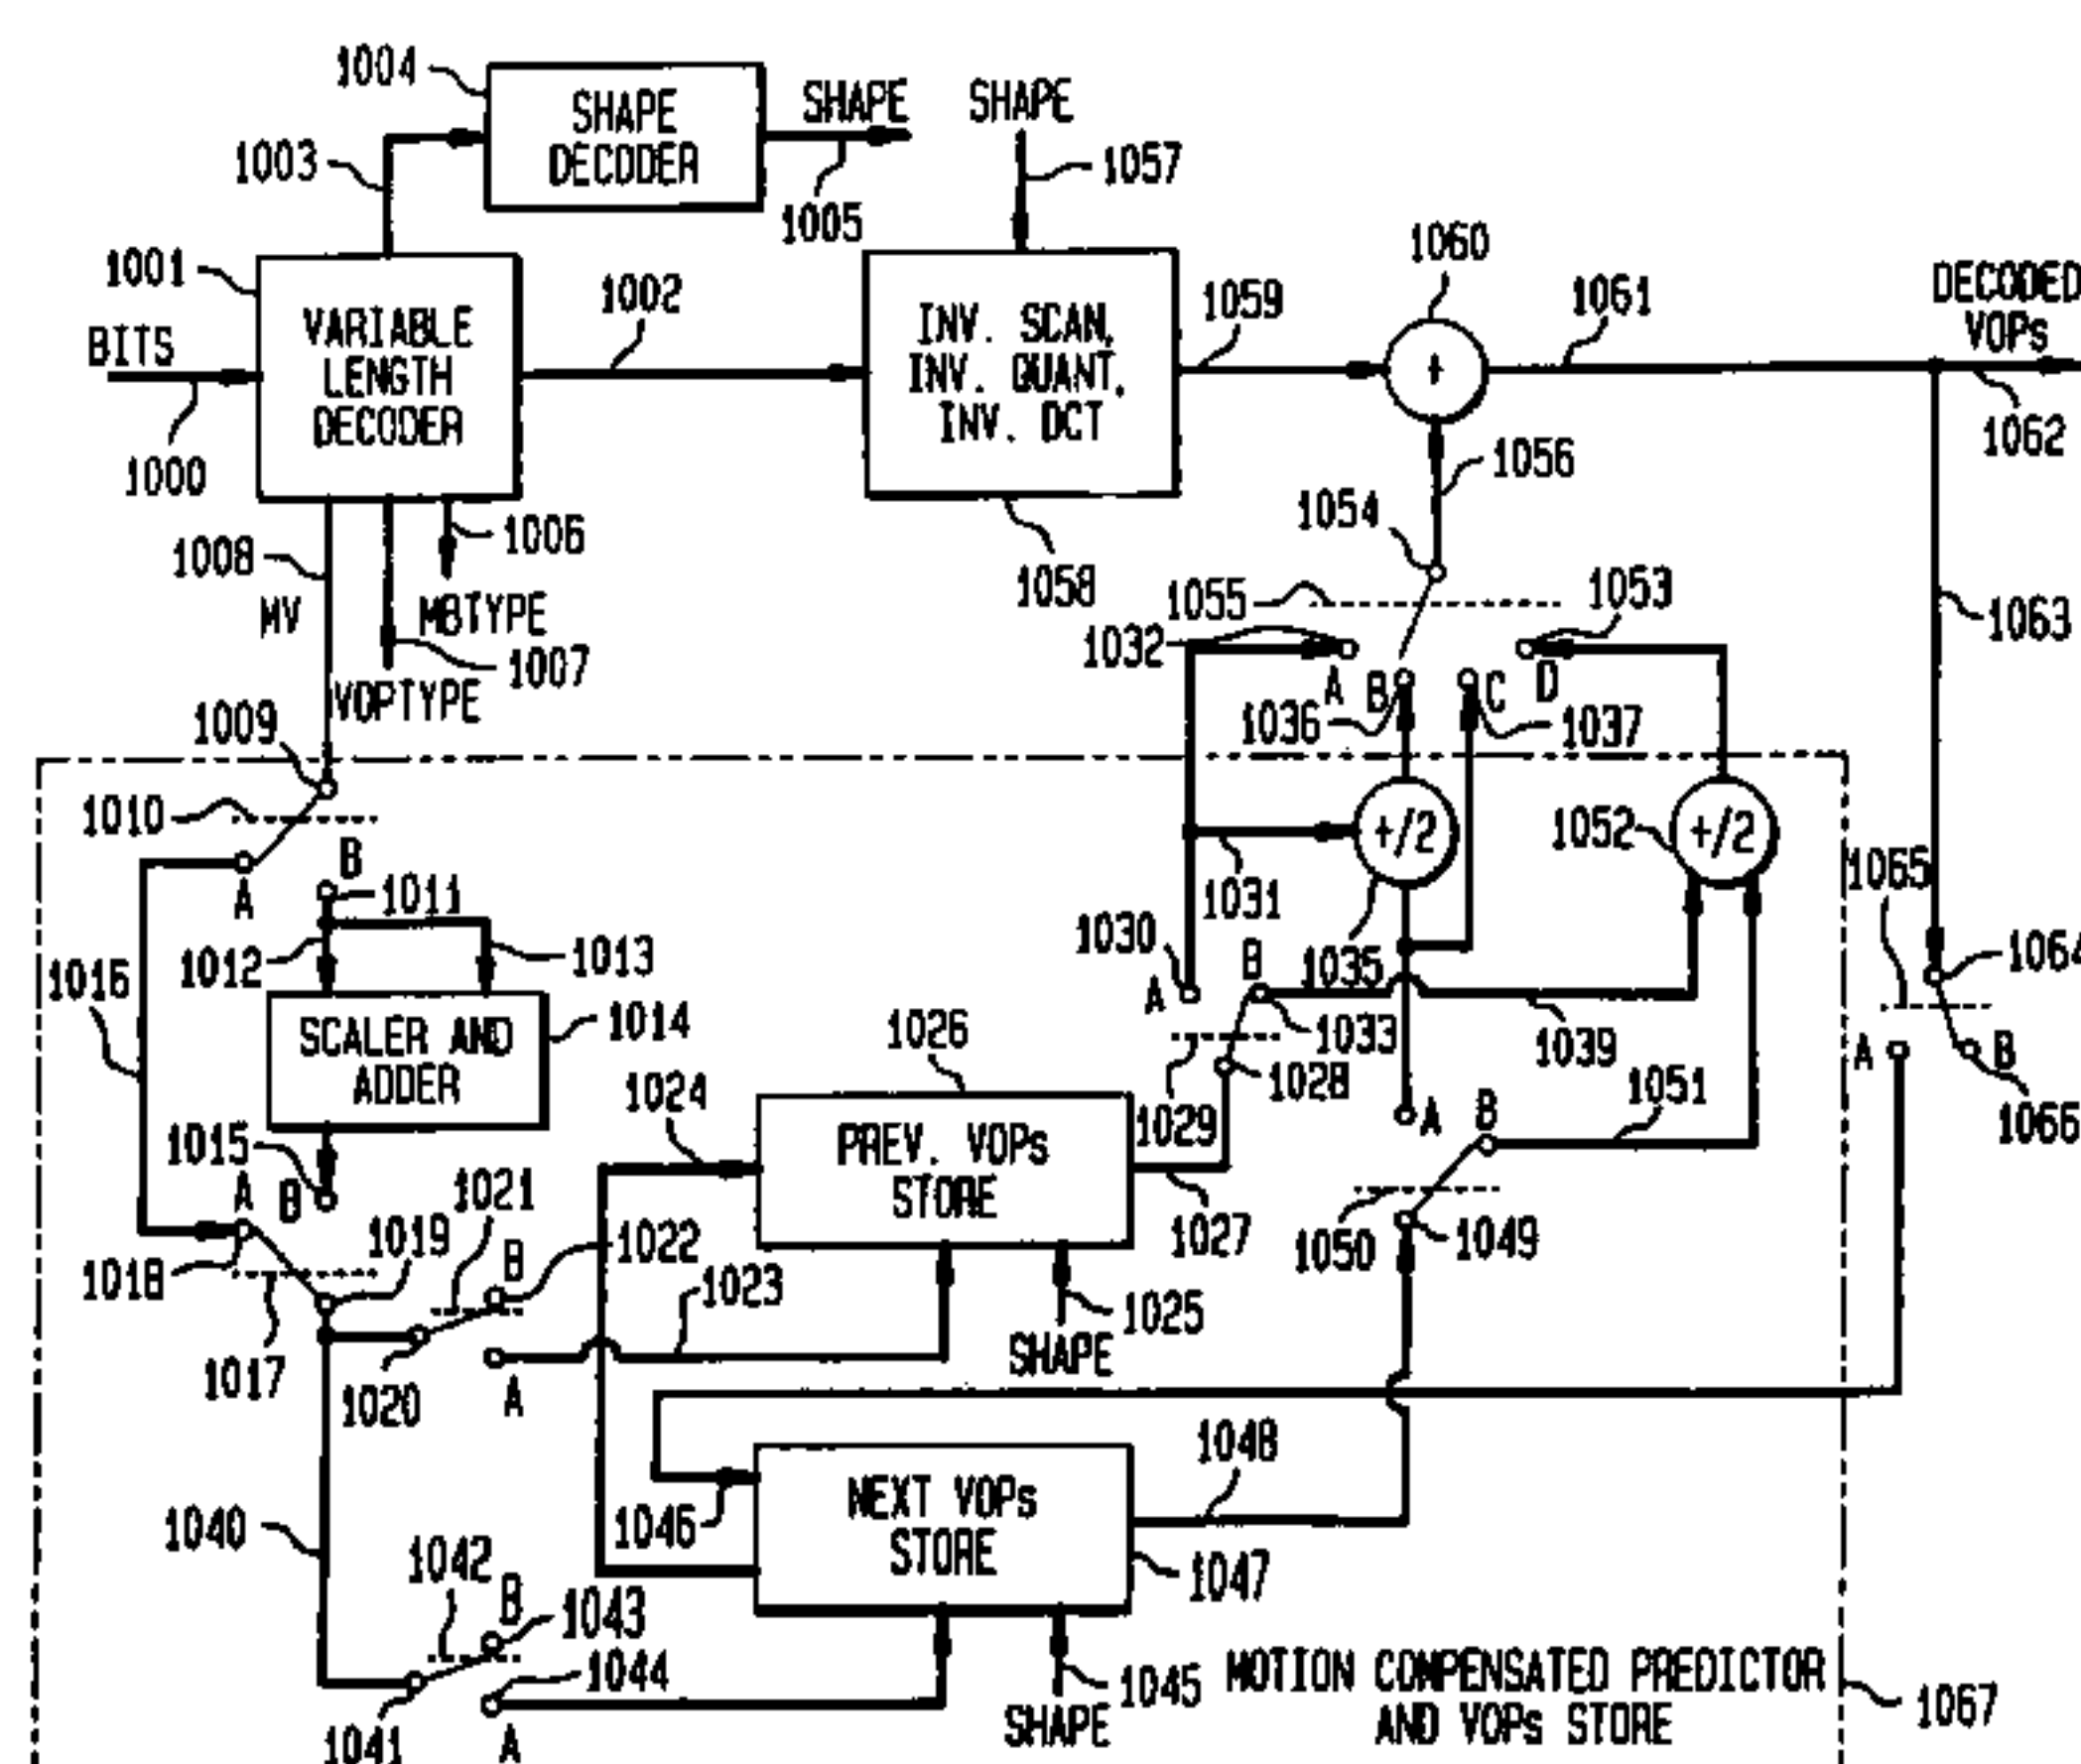 1004
SHAPE
DECODER
SHAPE
SHAPE
1003
1005
1057
1001
BITS
1000
VARIABLE
LENGTH
DECODER
1002
INV. SCAN,
INV. QUANT,
INV. DCT
1059
1060
+
1061
DECODED
VOPs
1062
1056
1054
1008
1006
1058
1055
1053
1063
MV
MBTYPE
1007
1032
A
B
C
D
VOPTYPE
1036
1037
1009
1010
+/2
1052
+/2
1065
B
A
1011
1031
1012
1013
1030
B
1035
1064
1016
A
1014
SCALER AND
ADDER
1026
1033
1039
A
B
1024
1028
1051
1066
1015
PREV. VOPs
STORE
1029
A
B
A
B
1021
1022
1027
1050
1049
1019
B
1018
1023
1025
SHAPE
1017
1020
A
1048
NEXT VOPs
STORE
1046
1040
1042
B
1043
1047
1044
1045
SHAPE
MOTION COMPENSATED PREDICTOR
AND VOPs STORE
1067
1041
A